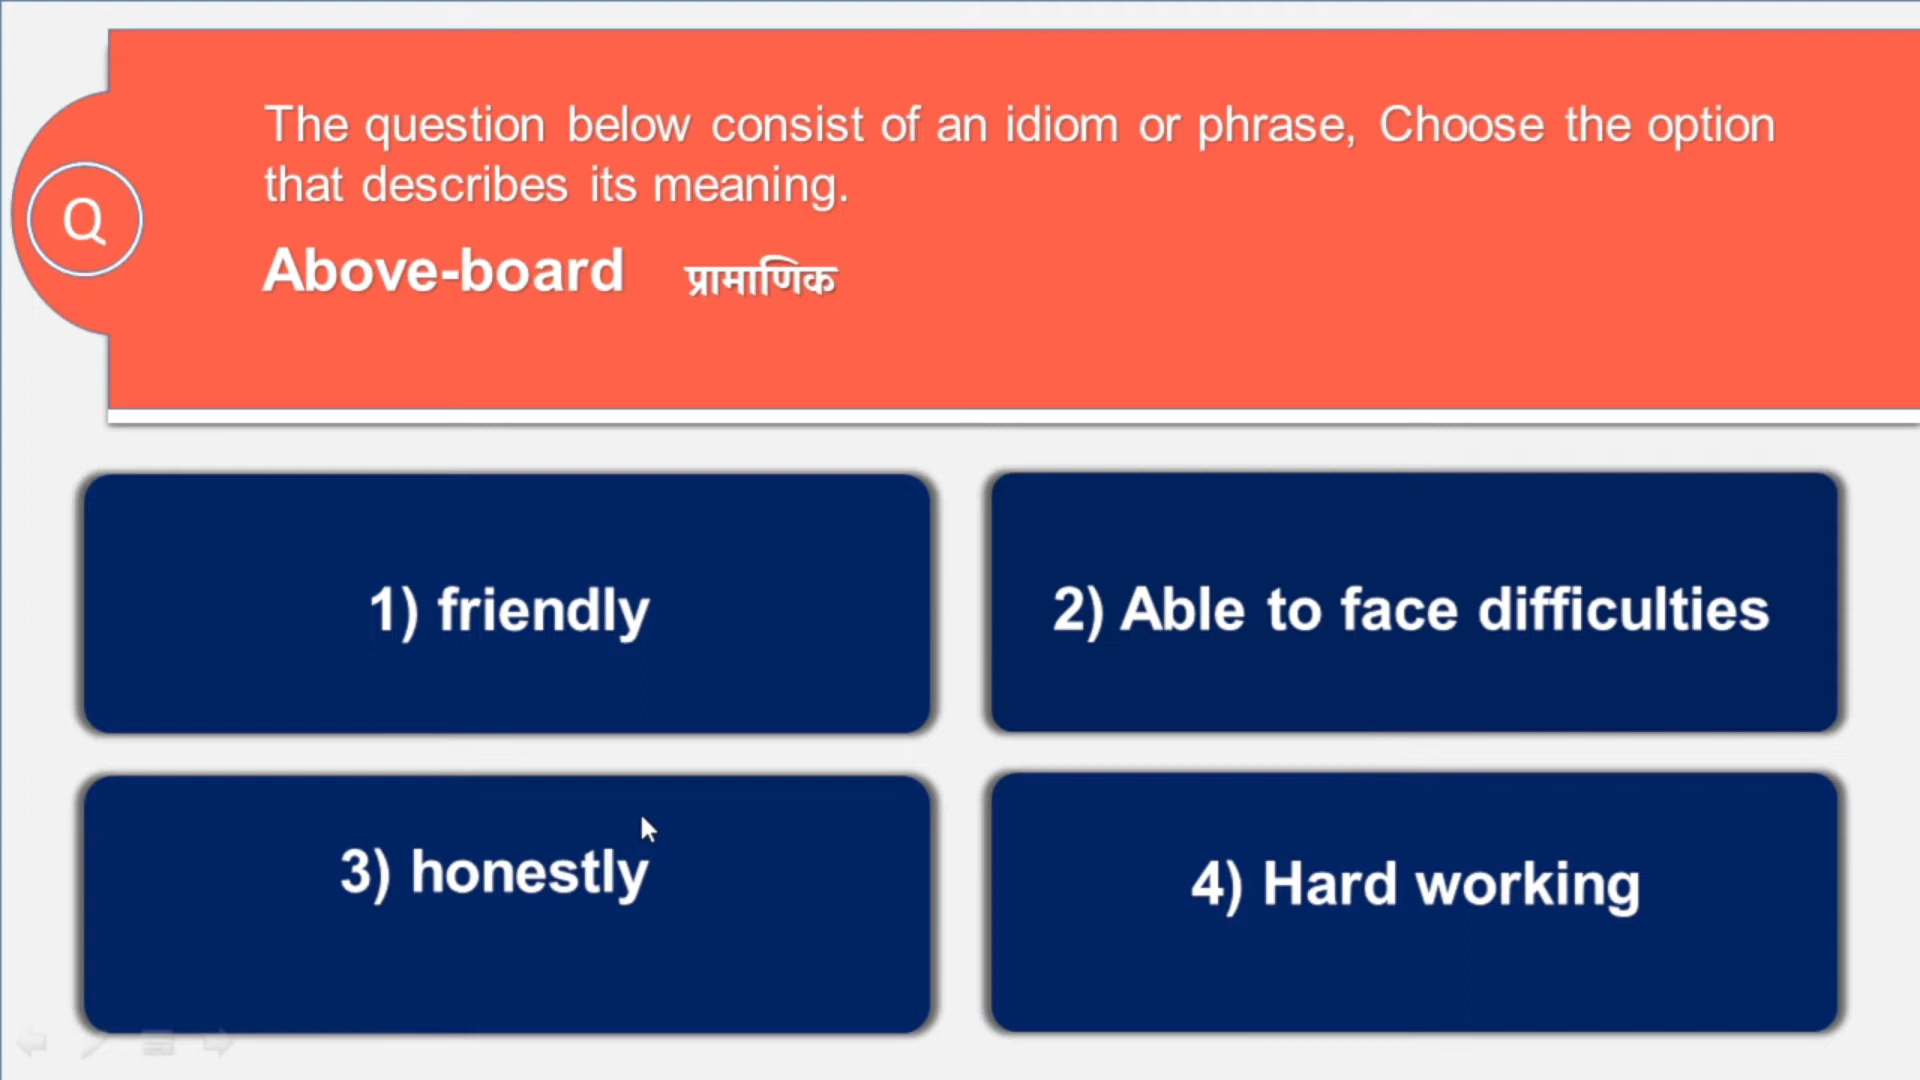 The question below consist of an idiom or phrase, Choose the option
that describes its meaning.
Q
Above-board प्रामाणिक
1) friendly
2) Able to face difficulties
3) honestly
4) Hard working